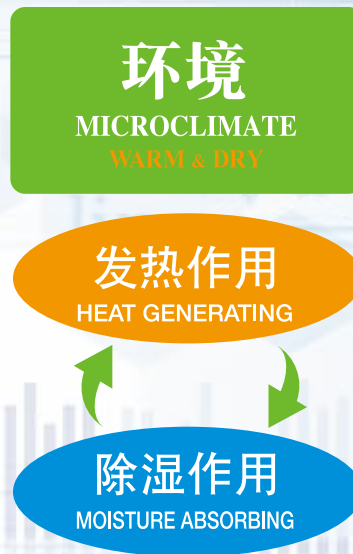 环境
MICROCLIMATE
WARM & DRY
发热作用
HEAT GENERATING
除湿作用
MOISTURE ABSORBING